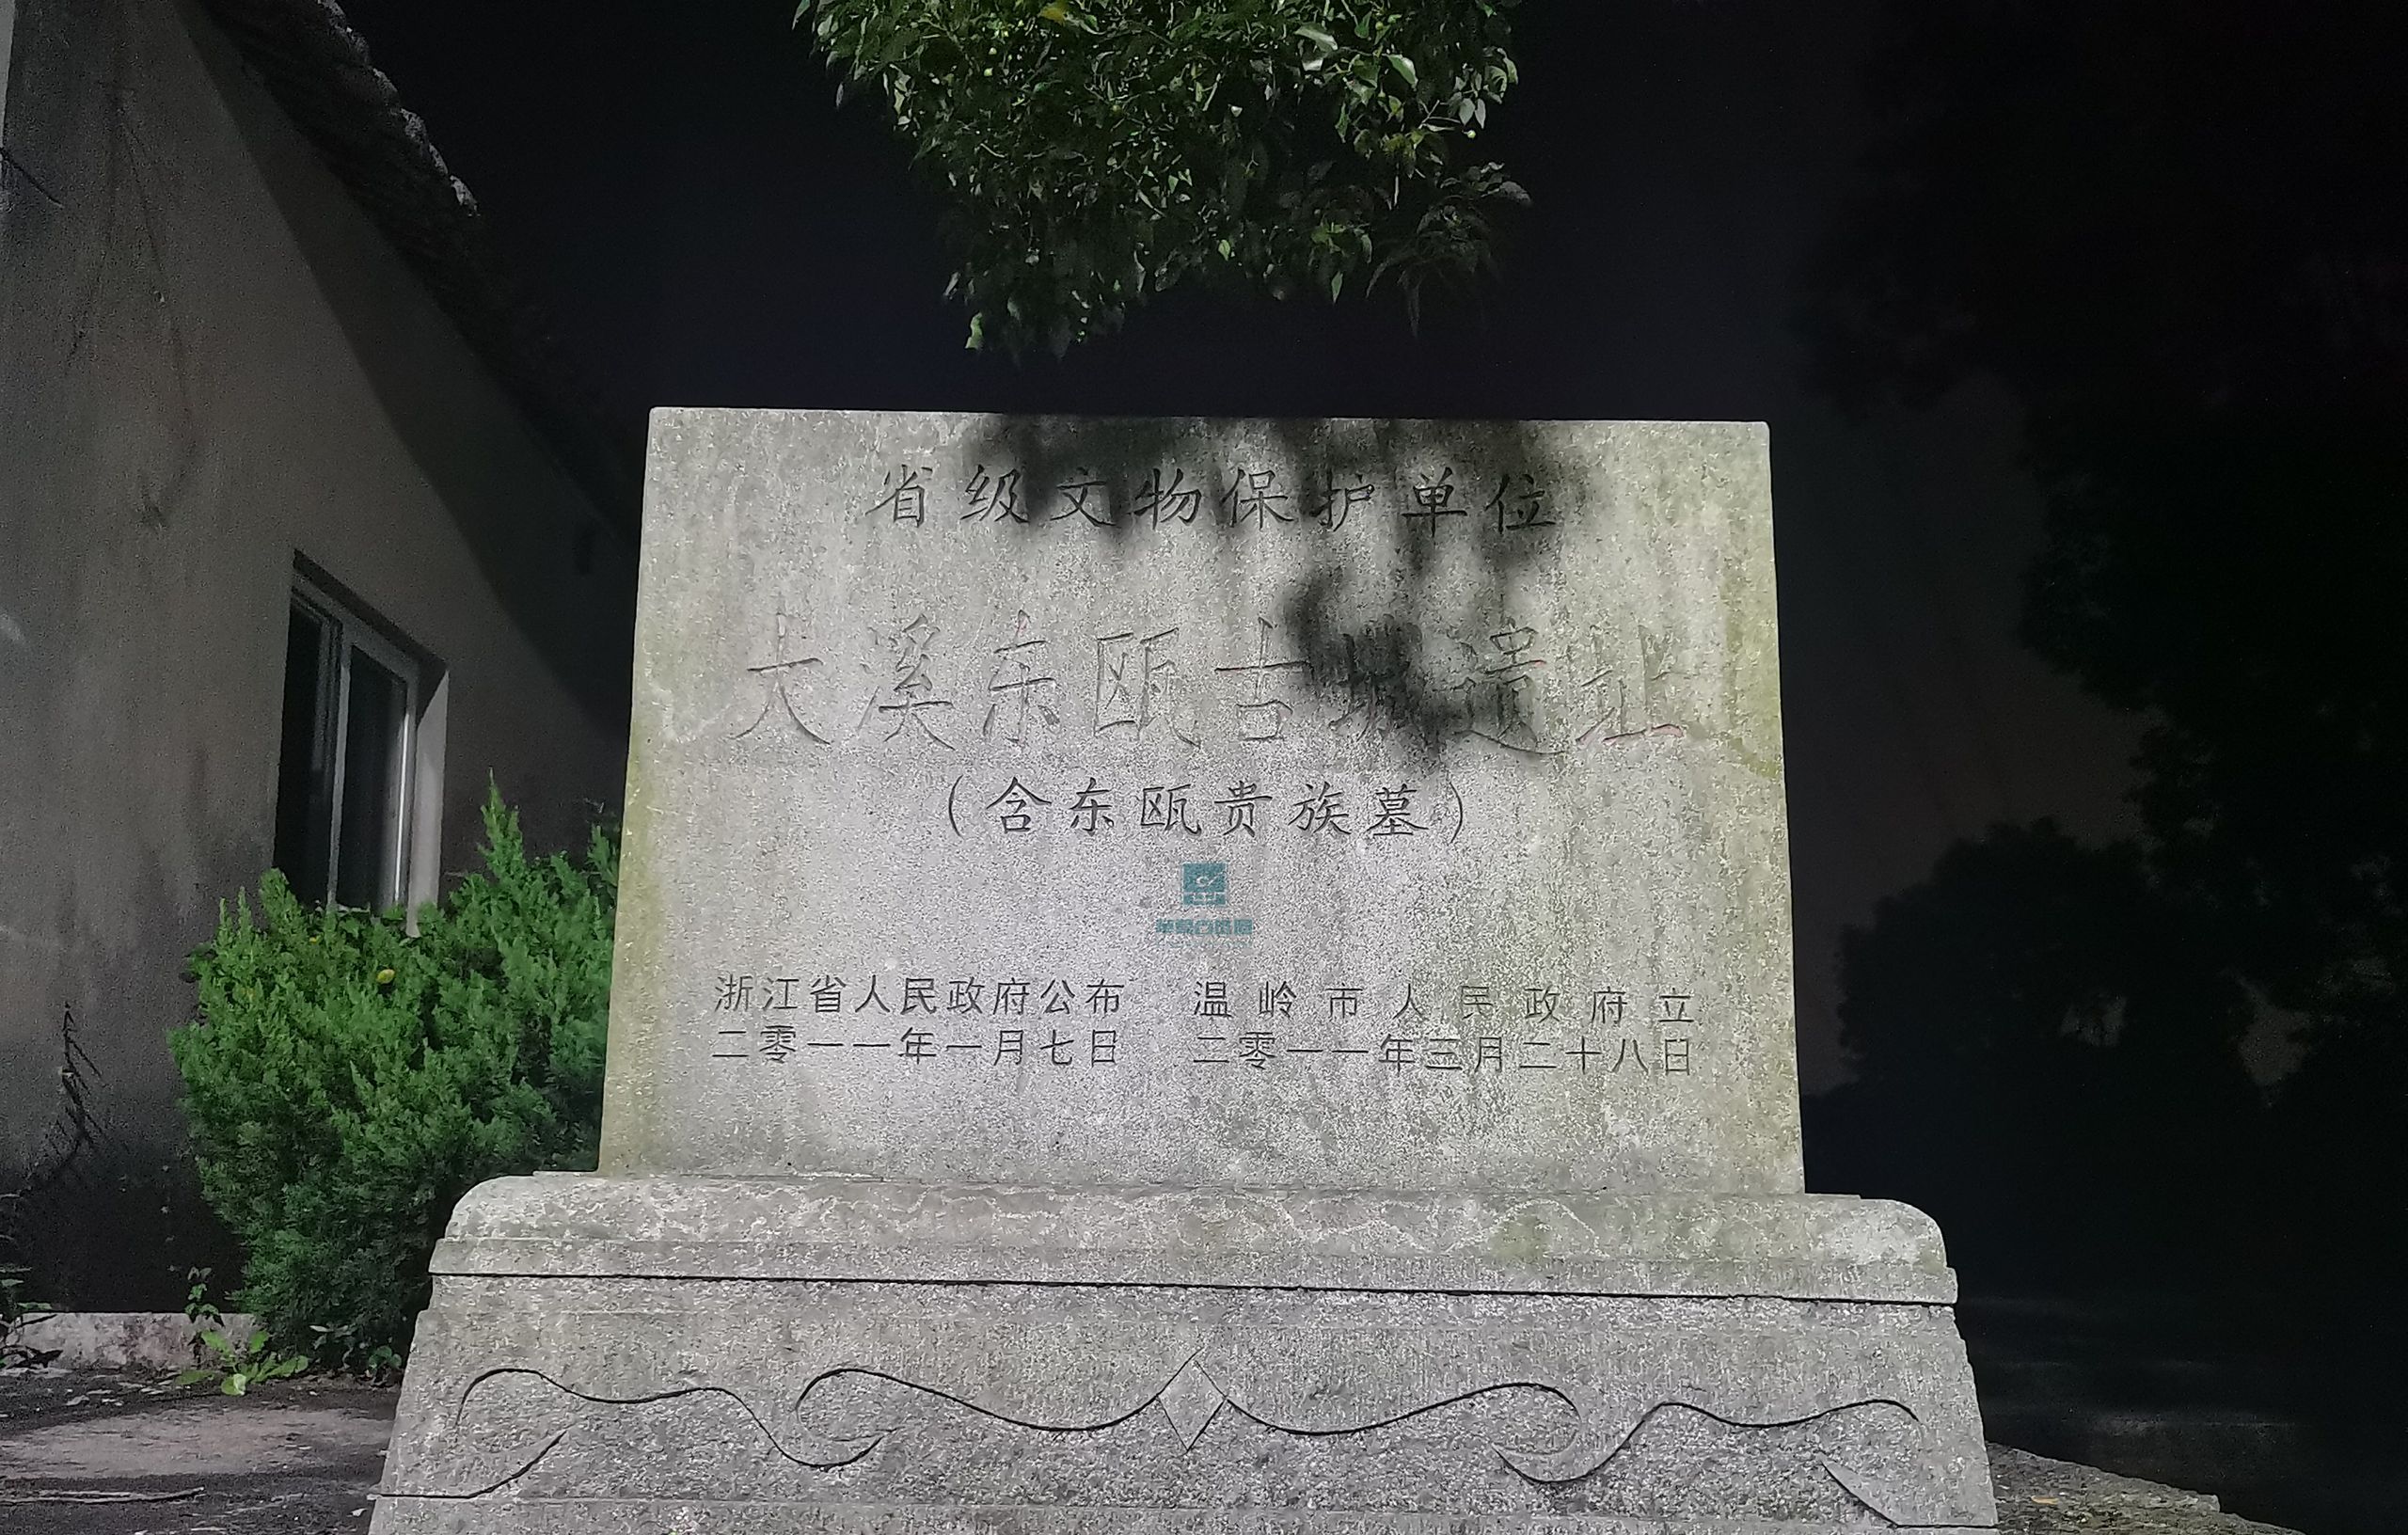 省级文物保护单位
大溪东瓯古城遗址
（含东瓯贵族墓）
浙江省人民政府公布
二零一一年一月七日
温岭市人民政府立
二零一一年三月二十八日